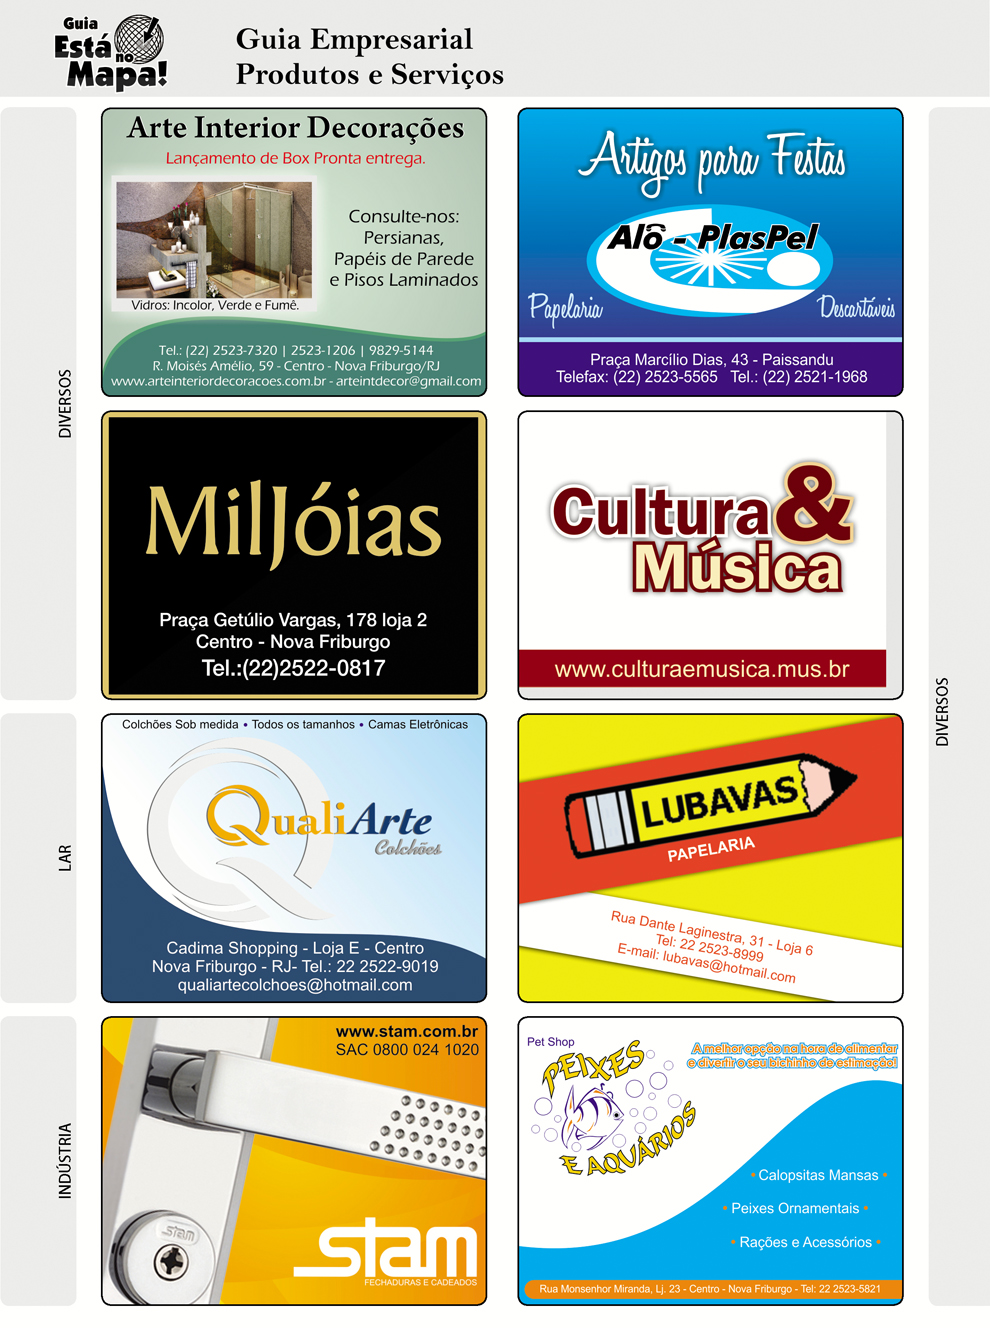 Guia
Está
no
Mapa!
Guia Empresarial
Produtos e Serviços
DIVERSOS
Arte Interior Decorações
Lançamento de Box Pronta entrega.
Consulte-nos:
Persianas,
Papéis de Parede
e Pisos Laminados
Vidros: Incolor, Verde e Fumê.
Tel.: (22) 2523-7320 | 2523-1206 | 9829-5144
R. Moisés Amélio, 59 - Centro - Nova Friburgo/RJ
www.arteinteriordecoracoes.com.br - arteintdecor@gmail.com
Artigos para Festas
Alô - PlasPel
Papelaria
Descartáveis
Praça Marcílio Dias, 43 - Paissandu
Telefax: (22) 2523-5565 Tel.: (22) 2521-1968
MilJóias
Praça Getúlio Vargas, 178 loja 2
Centro - Nova Friburgo
Tel.:(22)2522-0817
Cultura &
Música
www.culturaemusica.mus.br
DIVERSOS
LAR
Colchões Sob medida • Todos os tamanhos • Camas Eletrônicas
QualiArte
Colchões
Cadima Shopping - Loja E - Centro
Nova Friburgo - RJ- Tel.: 22 2522-9019
qualiartecolchoes@hotmail.com
LUBAVAS
PAPELARIA
Rua Dante Laginestra, 31 - Loja 6
Tel: 22 2523-8999
E-mail: lubavas@hotmail.com
INDÚSTRIA
www.stam.com.br
SAC 0800 024 1020
stam
stam
FECHADURAS E CADEADOS
Pet Shop
PEIXES
E AQUÁRIOS
A melhor opção na hora de alimentar
e divertir o seu bichinho de estimação!
• Calopsitas Mansas •
• Peixes Ornamentais •
• Rações e Acessórios •
Rua Monsenhor Miranda, Lj. 23 - Centro - Nova Friburgo - Tel: 22 2523-5821